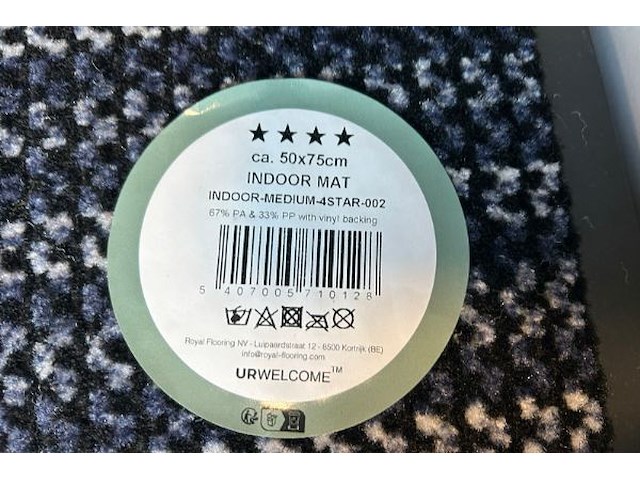 ★★★★
ca. 50x75cm
INDOOR MAT
INDOOR-MEDIUM-4STAR-002
67% PA & 33% PP with vinyl backing
5 407005 710128
Royal Flooring NV - Luipaardstraat 12 - 8500 Kortrijk (BE)
info@royal-flooring.com
URWELCOME™